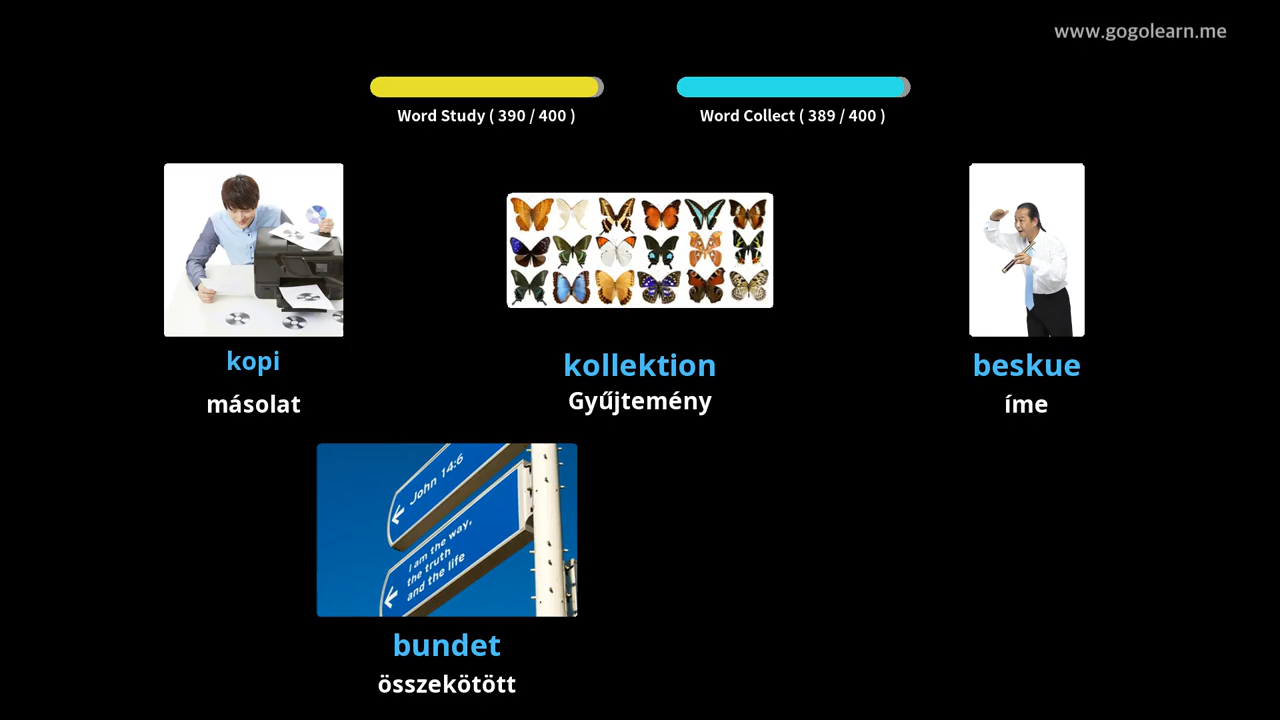 www.gogolearn.me
Word Study ( 390 / 400 )
Word Collect ( 389 / 400 )
kopi
másolat
kollektion
Gyűjtemény
beskue
íme
John 14:6
I am the way,
the truth
and the life
bundet
összekötött